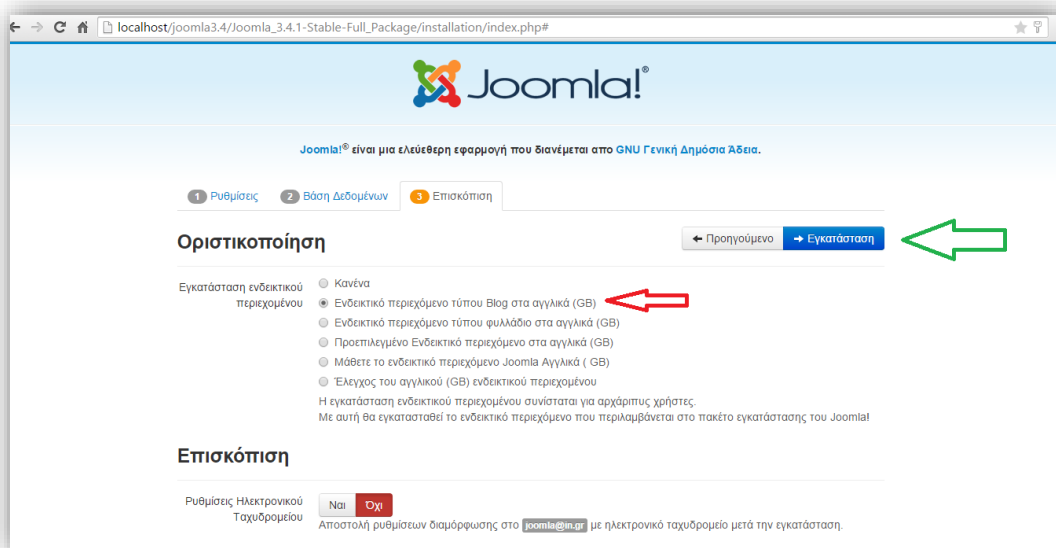 localhost/joomla3.4/Joomla_3.4.1-Stable-Full_Package/installation/index.php#
Joomla!®
Joomla!® είναι μια ελεύθερη εφαρμογή που διανέμεται απο GNU Γενική Δημόσια Άδεια.
1 Ρυθμίσεις 2 Βάση Δεδομένων 3 Επισκόπιση
Οριστικοποίηση
Προηγούμενο Εγκατάσταση
Εγκατάσταση ενδεικτικού περιεχομένου
Κανένα
Ενδεικτικό περιεχόμενο τύπου Blog στα αγγλικά (GB)
Ενδεικτικό περιεχόμενο τύπου φυλλάδιο στα αγγλικά (GB)
Προεπιλεγμένο Ενδεικτικό περιεχόμενο στα αγγλικά (GB)
Μάθετε το ενδεικτικό περιεχόμενο Joomla Αγγλικά ( GB)
Έλεγχος του αγγλικού (GB) ενδεικτικού περιεχομένου
Η εγκατάσταση ενδεικτικού περιεχομένου συνίσταται για αρχάριπυς χρήστες.
Με αυτή θα εγκατασταθεί το ενδεικτικό περιεχόμενο που περιλαμβάνεται στο πακέτο εγκατάστασης του Joomla!
Επισκόπιση
Ρυθμίσεις Ηλεκτρονικού Ταχυδρομείου
Ναι Όχι
Αποστολή ρυθμίσεων διαμόρφωσης στο joomla@in.gr με ηλεκτρονικό ταχυδρομείο μετά την εγκατάσταση.